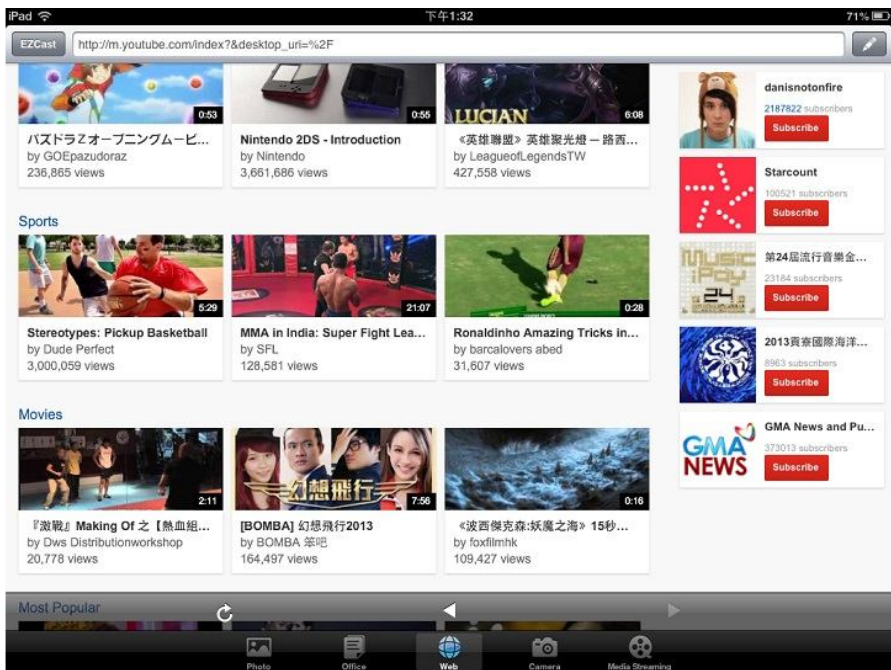 iPad 下午1:32 71%
EZCast http://m.youtube.com/index?&desktop_uri=%2F
0:53
0:55
LUCIAN
6:08
パズドラZオープニングムービ...
by GOEpazudoraz
236,865 views
Nintendo 2DS - Introduction
by Nintendo
3,661,686 views
《英雄聯盟》英雄聚光燈 — 路西...
by LeagueofLegendsTW
427,558 views
Sports
5:29
21:07
0:28
Stereotypes: Pickup Basketball
by Dude Perfect
3,000,059 views
MMA in India: Super Fight Lea...
by SFL
128,581 views
Ronaldinho Amazing Tricks in...
by barcalovers abed
31,607 views
Movies
2:11
幻想飛行
7:56
0:16
『激戰』Making Of 之【熱血組...
by Dws Distributionworkshop
20,778 views
[BOMBA] 幻想飛行2013
by BOMBA 笨吧
164,497 views
《波西傑克森:妖魔之海》 15秒...
by foxfilmhk
109,427 views
Most Popular
danisnotonfire
2187822 subscribers
Subscribe
Starcount
100521 subscribers
Subscribe
Music
iPay
24
第24屆流行音樂金...
23184 subscribers
Subscribe
2013貢寮國際海洋...
8963 subscribers
Subscribe
GMA
NEWS
GMA News and Pu...
373013 subscribers
Subscribe
Photo
Office
Web
Camera
Media Streaming